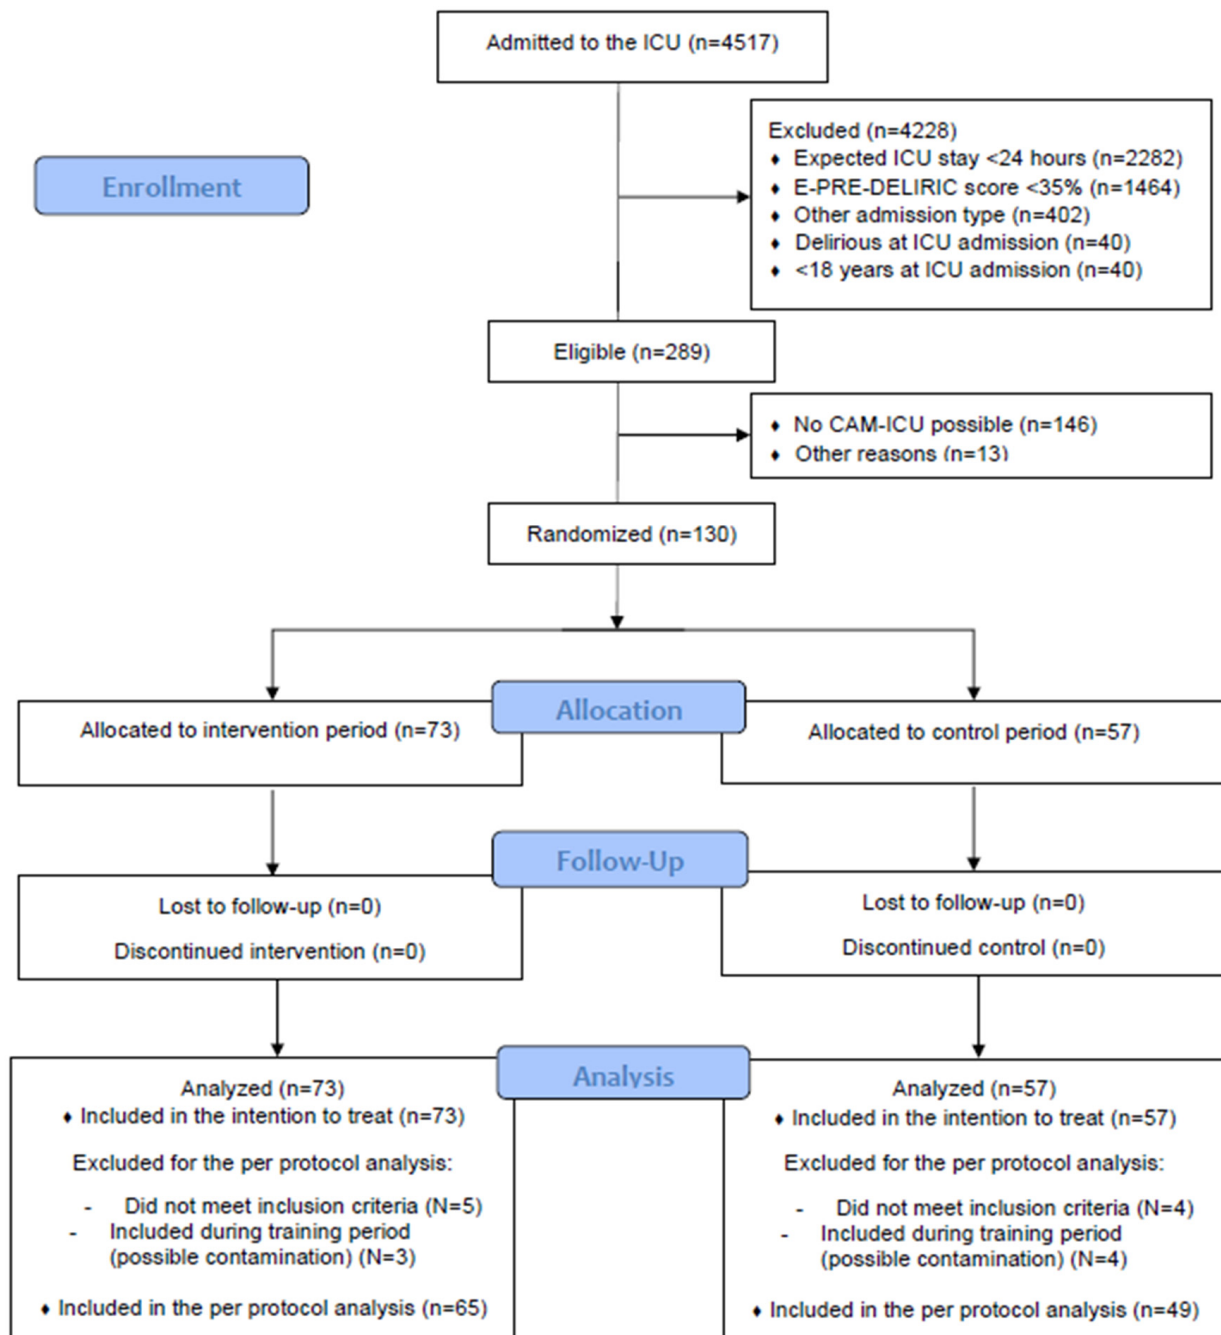 Admitted to the ICU (n=4517)
Enrollment
Excluded (n=4228)
♦ Expected ICU stay <24 hours (n=2282)
♦ E-PRE-DELIRIC score <35% (n=1464)
♦ Other admission type (n=402)
♦ Delirious at ICU admission (n=40)
♦ <18 years at ICU admission (n=40)
Eligible (n=289)
♦ No CAM-ICU possible (n=146)
♦ Other reasons (n=13)
Randomized (n=130)
Allocation
Allocated to intervention period (n=73)
Allocated to control period (n=57)
Follow-Up
Lost to follow-up (n=0)
Discontinued intervention (n=0)
Lost to follow-up (n=0)
Discontinued control (n=0)
Analysis
Analyzed (n=73)
♦ Included in the intention to treat (n=73)
Excluded for the per protocol analysis:
- Did not meet inclusion criteria (N=5)
- Included during training period
(possible contamination) (N=3)
♦ Included in the per protocol analysis (n=65)
Analyzed (n=57)
♦ Included in the intention to treat (n=57)
Excluded for the per protocol analysis:
- Did not meet inclusion criteria (N=4)
- Included during training period
(possible contamination) (N=4)
♦ Included in the per protocol analysis (n=49)